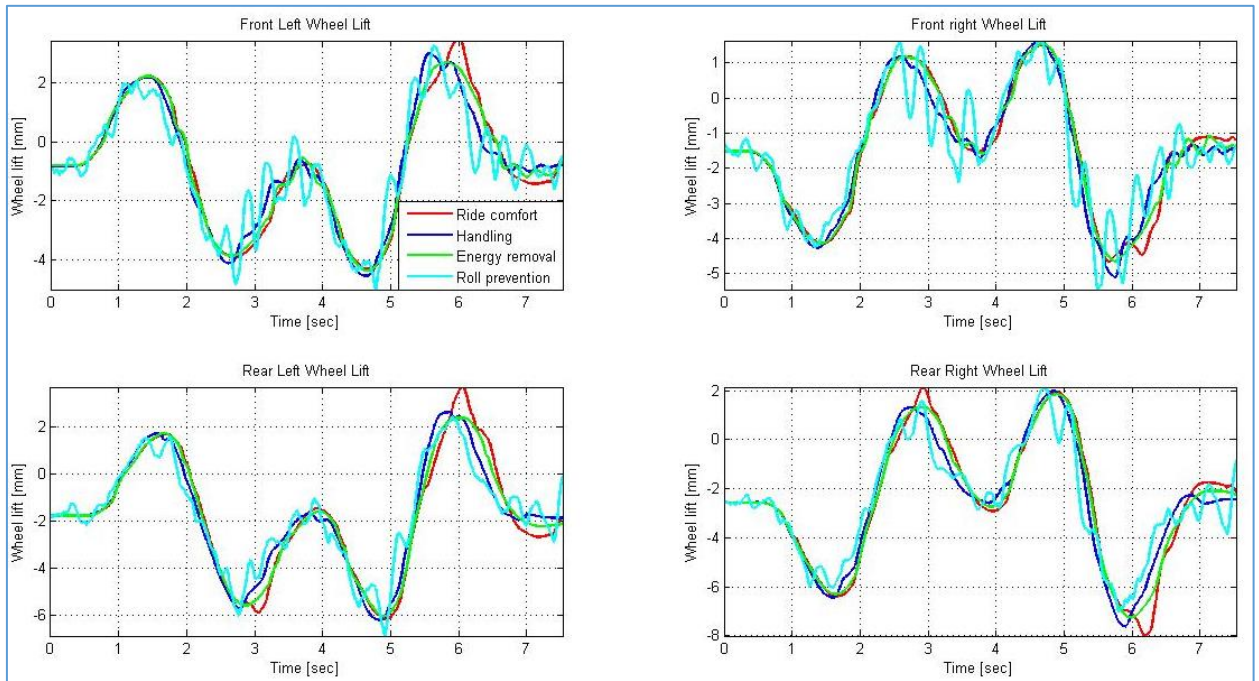 Front Left Wheel Lift
Wheel lift [mm]
2
0
-2
-4
0 1 2 3 4 5 6 7
Time [sec]
Ride comfort
Handling
Energy removal
Roll prevention
Front right Wheel Lift
Wheel lift [mm]
1
0
-1
-2
-3
-4
-5
0 1 2 3 4 5 6 7
Time [sec]
Rear Left Wheel Lift
Wheel lift [mm]
2
0
-2
-4
-6
0 1 2 3 4 5 6 7
Time [sec]
Rear Right Wheel Lift
Wheel lift [mm]
2
0
-2
-4
-6
-8
0 1 2 3 4 5 6 7
Time [sec]